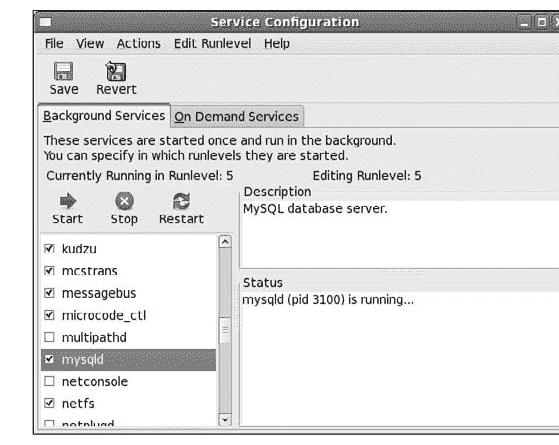 Service Configuration
File View Actions Edit Runlevel Help
Save Revert
Background Services On Demand Services
These services are started once and run in the background.
You can specify in which runlevels they are started.
Currently Running in Runlevel: 5 Editing Runlevel: 5
Start Stop Restart
Description
MySQL database server.
kudzu
mcstrans
messagebus
microcode_ctl
multipathd
mysqld
netconsole
netfs
netplugd
Status
mysqld (pid 3100) is running...